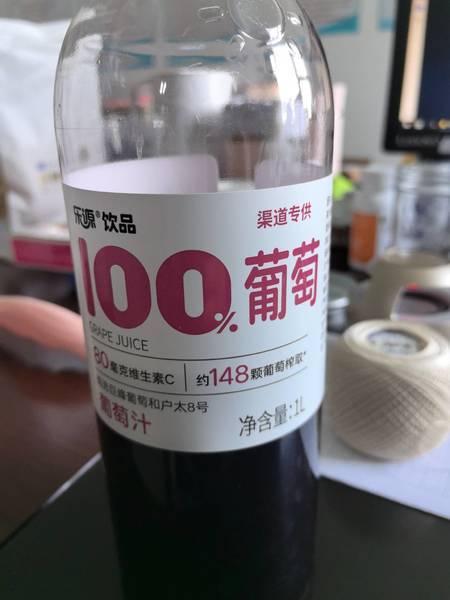 乐源®饮品
渠道专供
100%葡萄
GRAPE JUICE
80毫克维生素C
约148颗葡萄榨取*
巨峰葡萄和户太8号
葡萄汁
净含量:1L